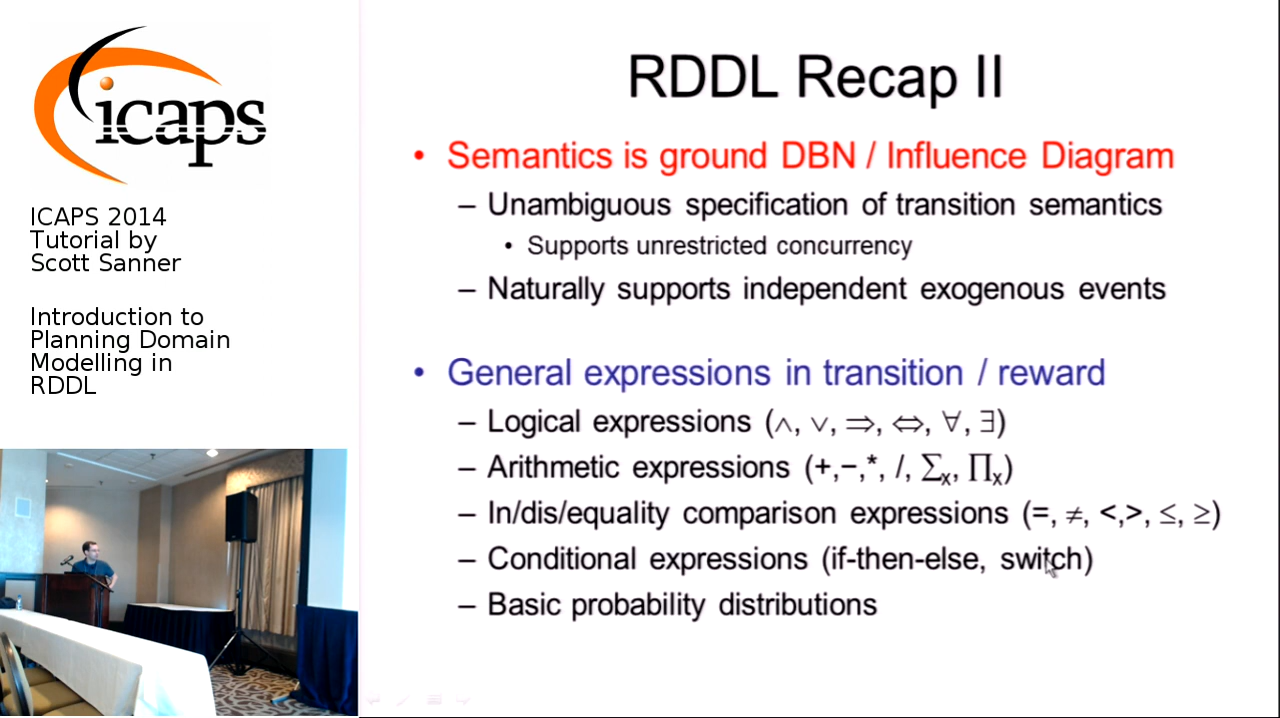 icaps
ICAPS 2014
Tutorial by
Scott Sanner
Introduction to
Planning Domain
Modelling in
RDDL
RDDL Recap II
• Semantics is ground DBN / Influence Diagram
– Unambiguous specification of transition semantics
• Supports unrestricted concurrency
– Naturally supports independent exogenous events
• General expressions in transition / reward
– Logical expressions (∧, ∨, ⇒, ⇔, ∀, ∃)
– Arithmetic expressions (+,−,*, /, ∑x, ∏x)
– In/dis/equality comparison expressions (=, ≠, <,>, ≤, ≥)
– Conditional expressions (if-then-else, switch)
– Basic probability distributions